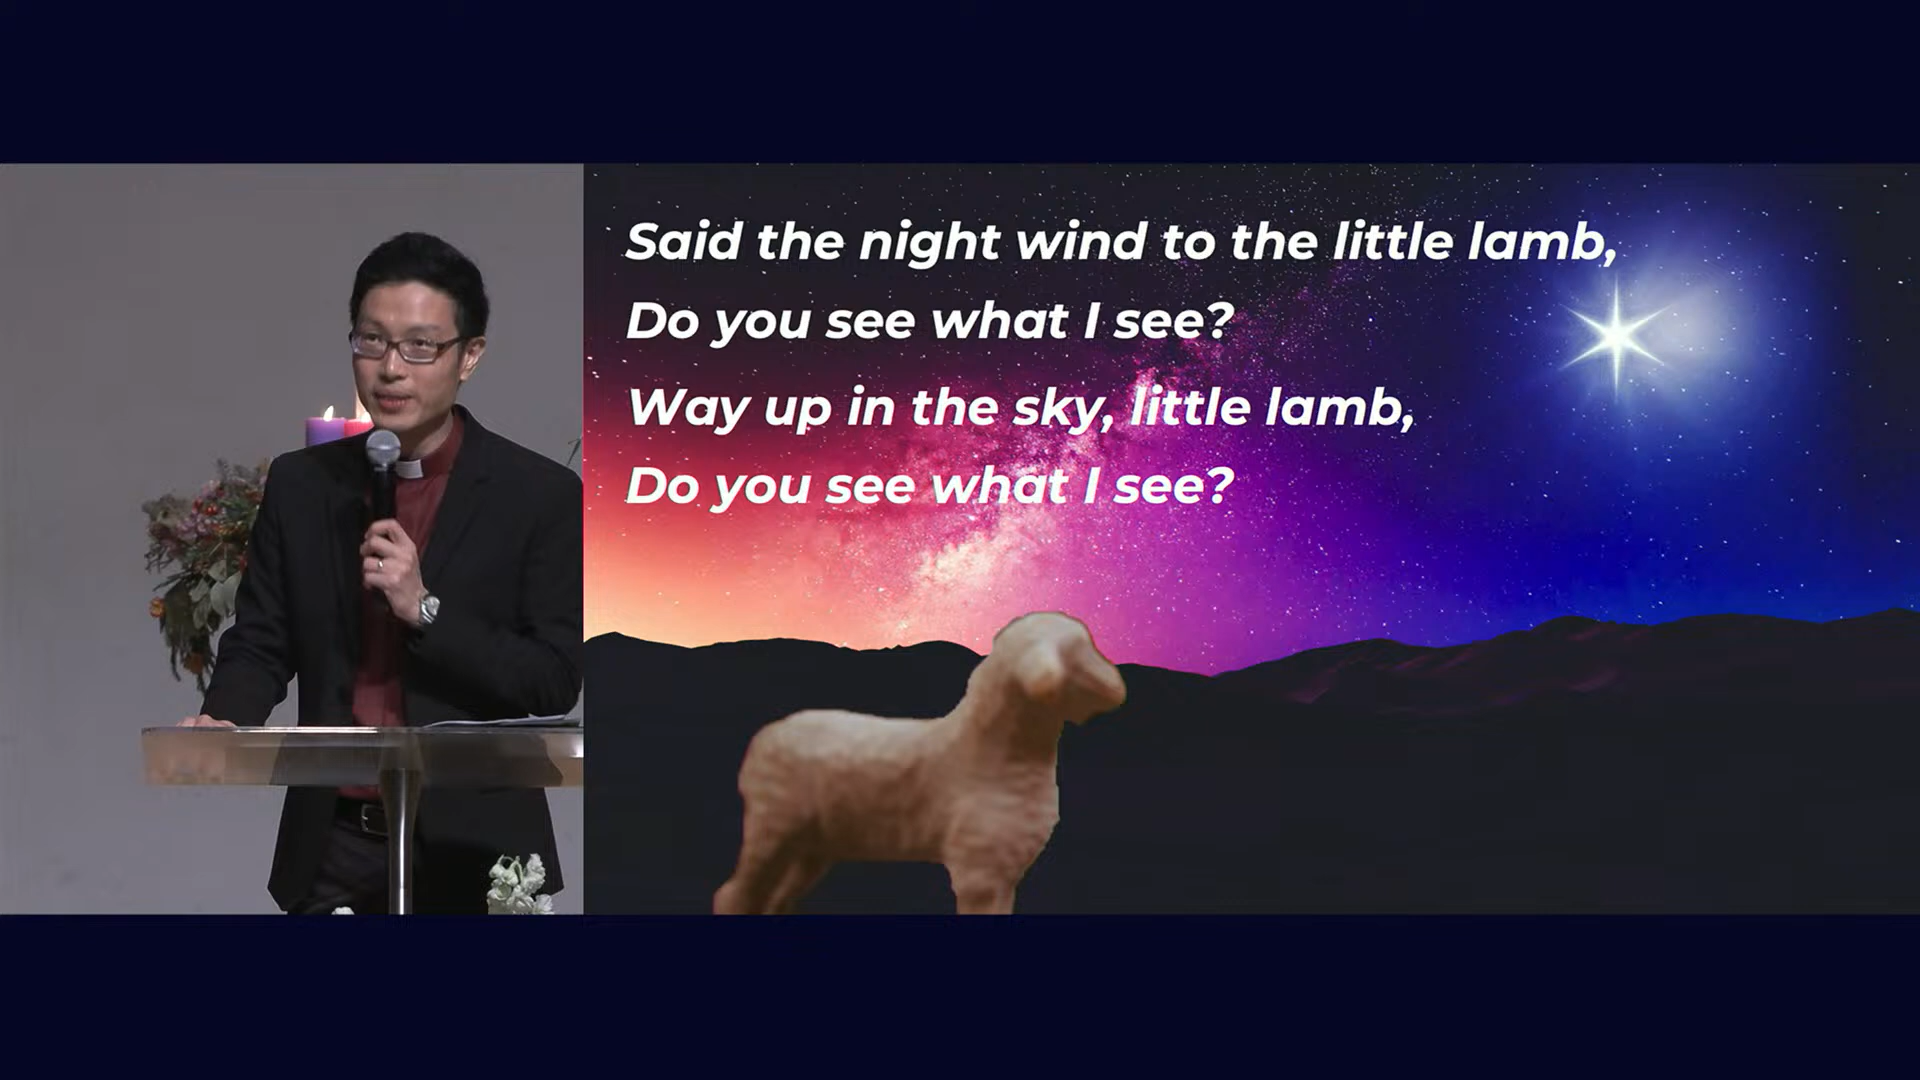 Said the night wind to the little lamb,
Do you see what I see?
Way up in the sky, little lamb,
Do you see what I see?